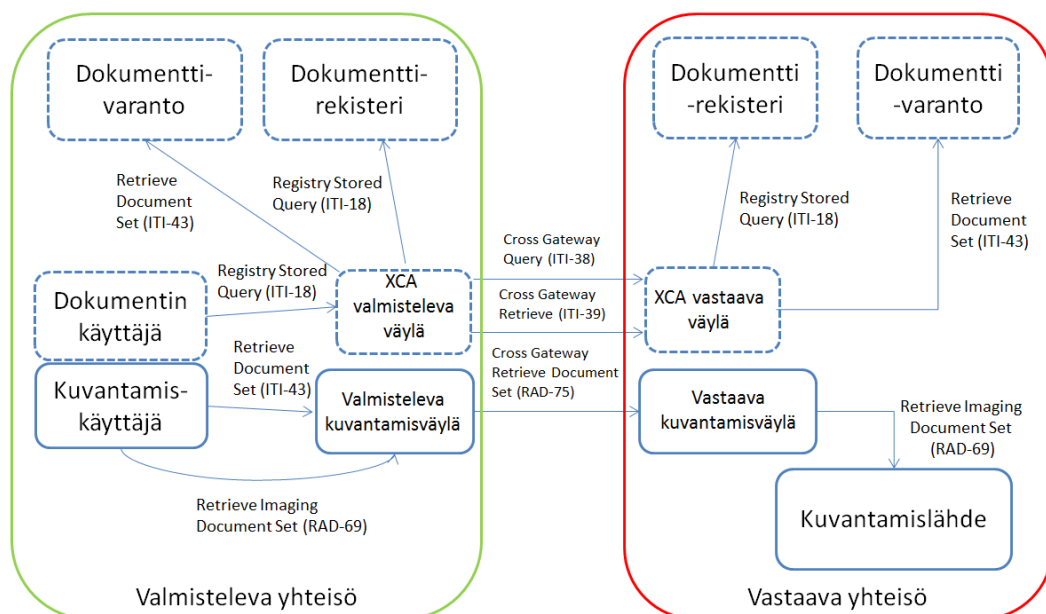 Dokumentti-
varanto
Dokumentti-
rekisteri
Dokumentti
-rekisteri
Dokumentti
-varanto
Retrieve
Document
Set (ITI-43)
Registry Stored
Query (ITI-18)
Registry Stored
Query (ITI-18)
Retrieve
Document
Set (ITI-43)
Registry Stored
Query (ITI-18)
Cross Gateway
Query (ITI-38)
Dokumentin
käyttäjä
XCA
valmisteleva
väylä
Cross Gateway
Retrieve (ITI-39)
XCA vastaava
väylä
Retrieve
Document
Set (ITI-43)
Cross Gateway
Retrieve Document
Set (RAD-75)
Kuvantamis-
käyttäjä
Valmisteleva
kuvantamisväylä
Vastaava
kuvantamisväylä
Retrieve Imaging
Document Set
(RAD-69)
Retrieve Imaging
Document Set (RAD-69)
Kuvantamislähde
Valmisteleva yhteisö
Vastaava yhteisö